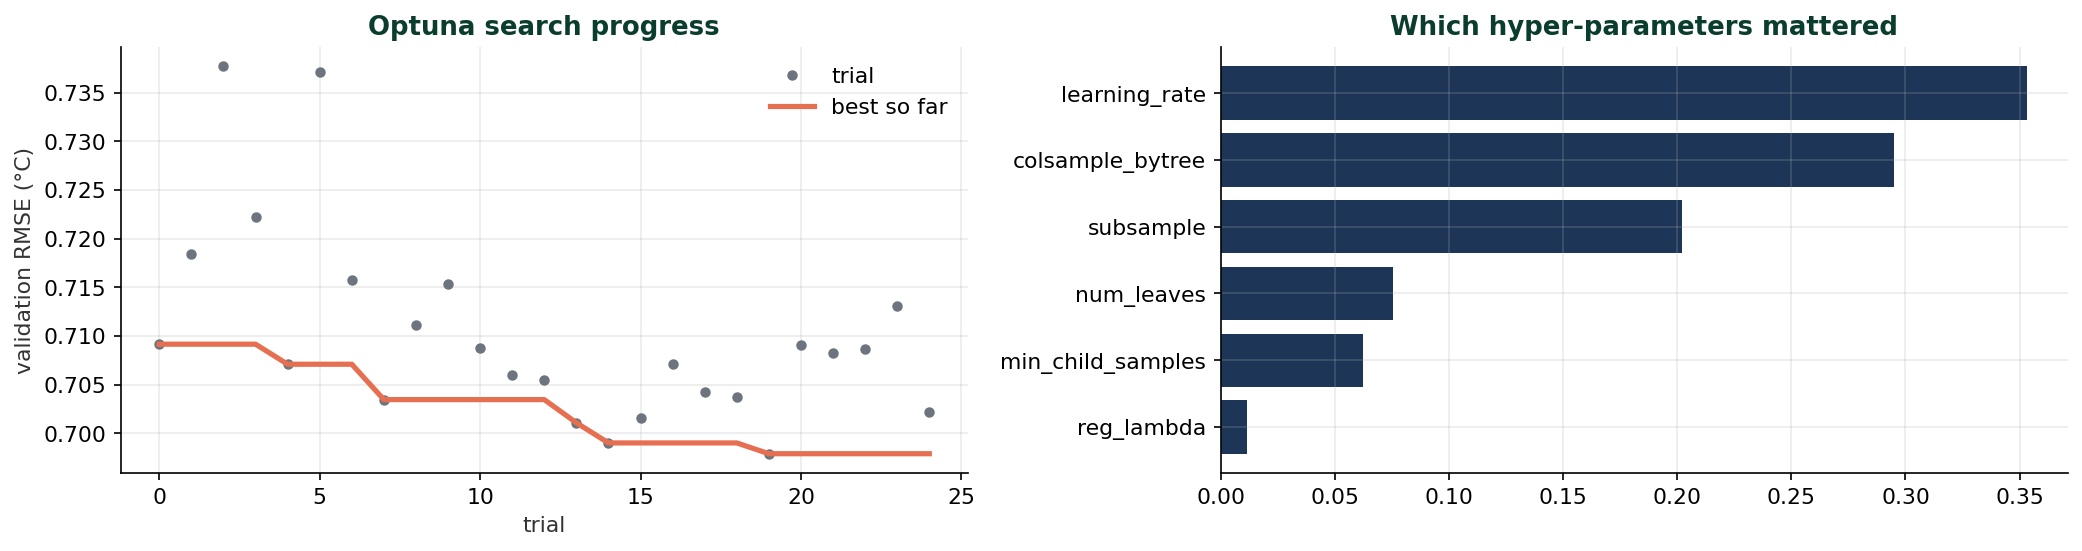 Optuna search progress
trial
best so far
validation RMSE (°C)
0.735
0.730
0.725
0.720
0.715
0.710
0.705
0.700
0 5 10 15 20 25
trial
Which hyper-parameters mattered
learning_rate
colsample_bytree
subsample
num_leaves
min_child_samples
reg_lambda
0.00 0.05 0.10 0.15 0.20 0.25 0.30 0.35